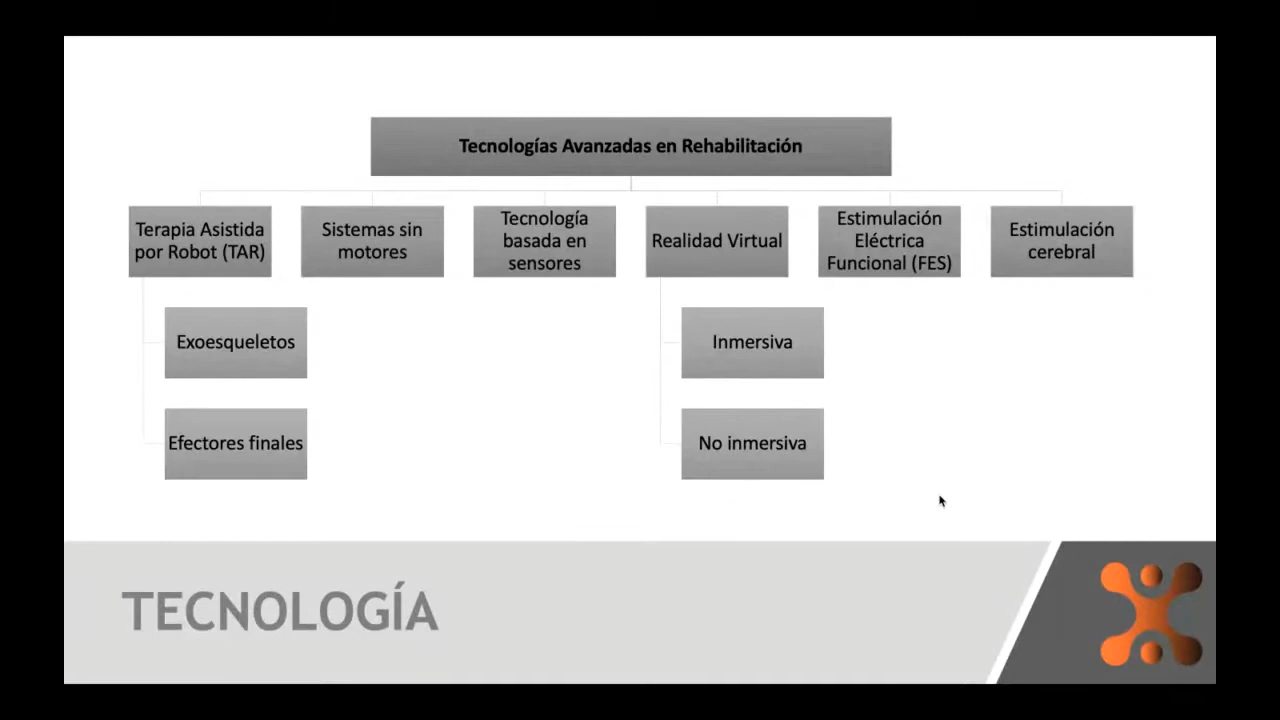 Tecnologías Avanzadas en Rehabilitación
Terapia Asistida
por Robot (TAR)
Sistemas sin
motores
Tecnología
basada en
sensores
Realidad Virtual
Estimulación
Eléctrica
Funcional (FES)
Estimulación
cerebral
Exoesqueletos
Efectores finales
Inmersiva
No inmersiva
TECNOLOGÍA